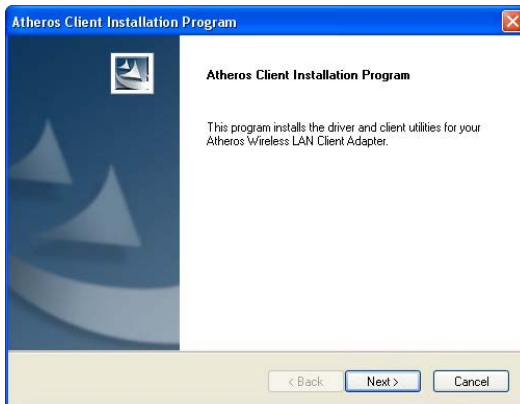 Atheros Client Installation Program
Atheros Client Installation Program
This program installs the driver and client utilities for your
Atheros Wireless LAN Client Adapter.
< Back
Next >
Cancel